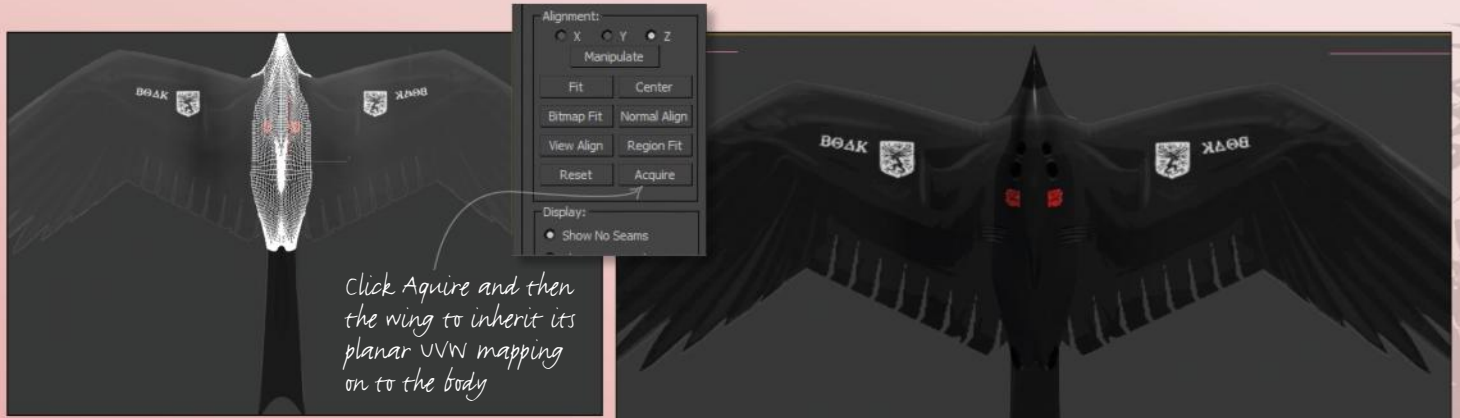 Alignment:
X Y Z
Manipulate
Fit Center
Bitmap Fit Normal Align
View Align Region Fit
Reset Acquire
Display:
Show No Seams
Click Aquire and then
the wing to inherit its
planar UVW mapping
on to the body
BΘΔK
BΘΔK
BΘΔK
BΘΔK